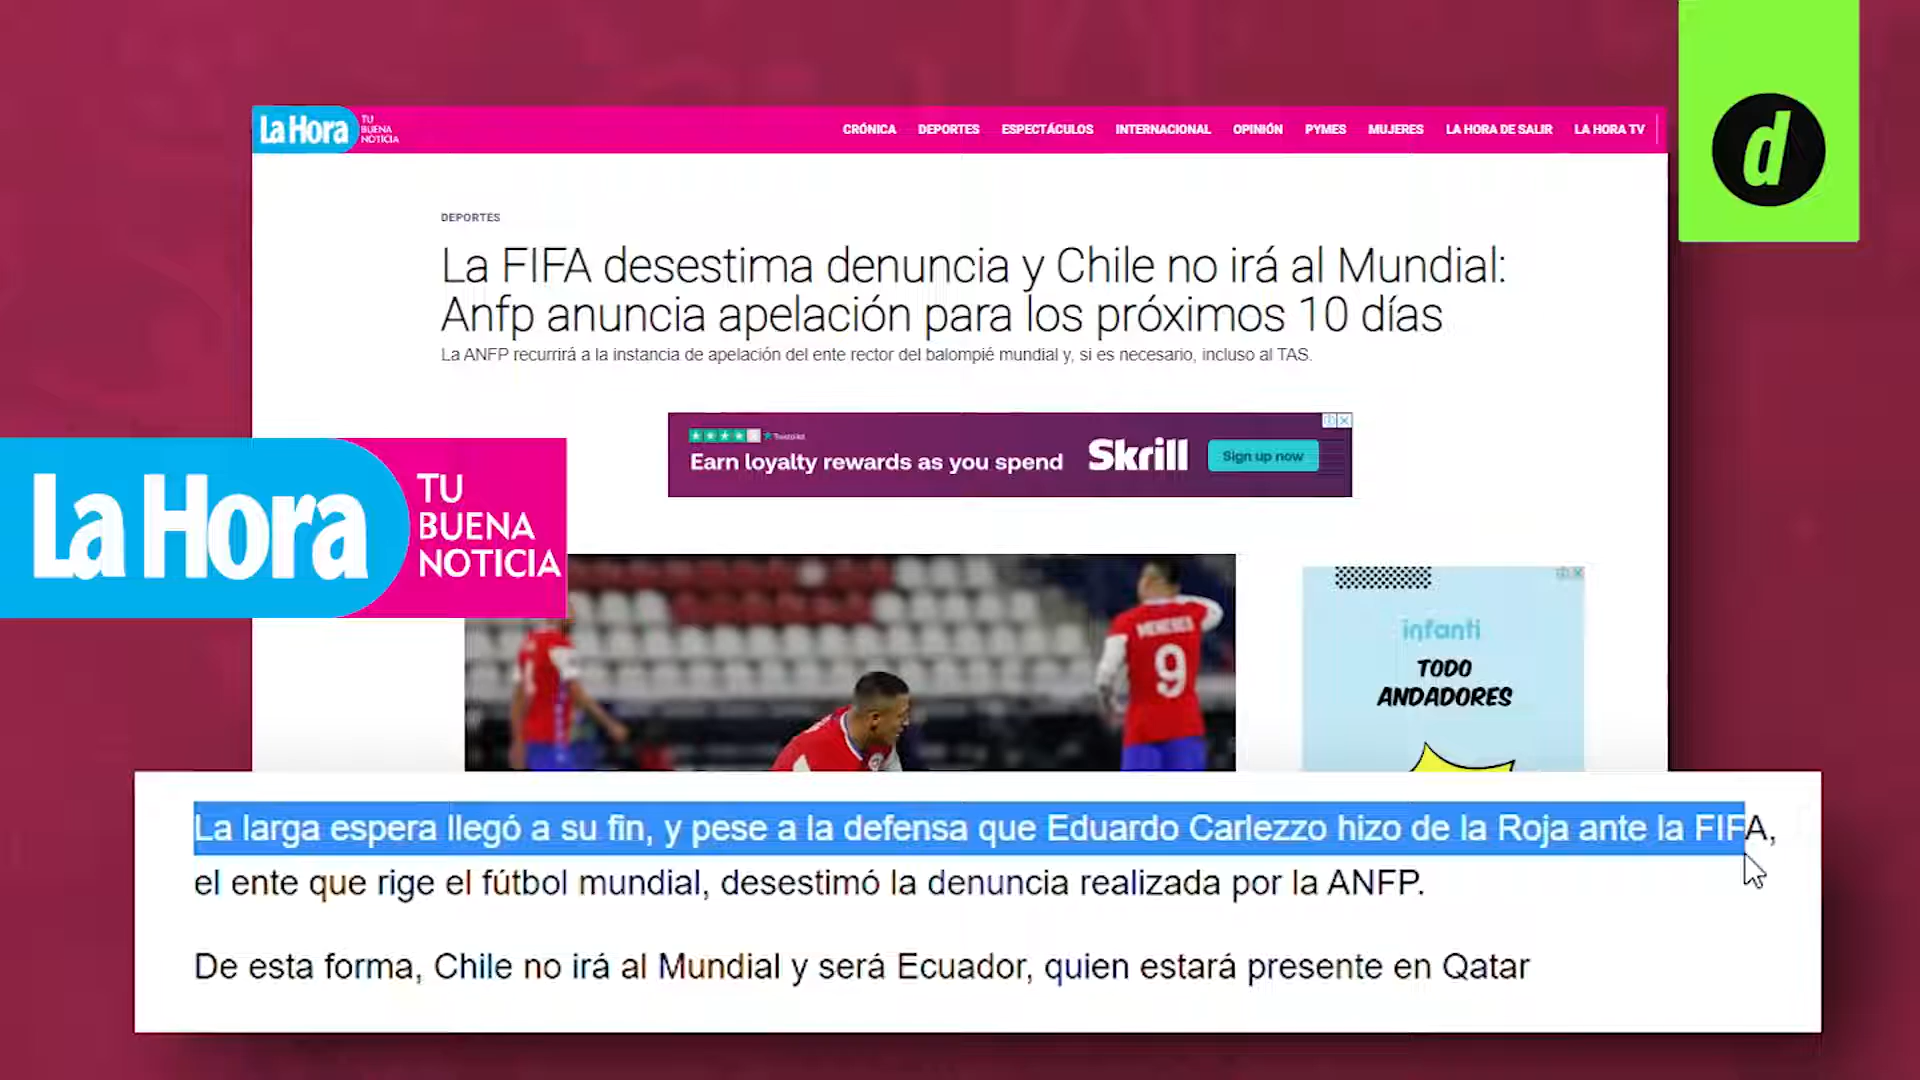 La Hora
TU
BUENA
NOTICIA
CRÓNICA DEPORTES ESPECTÁCULOS INTERNACIONAL OPINIÓN PYMES MUJERES LA HORA DE SALIR LA HORA TV
d
DEPORTES
La FIFA desestima denuncia y Chile no irá al Mundial:
Anfp anuncia apelación para los próximos 10 días
La ANFP recurrirá a la instancia de apelación del ente rector del balompié mundial y, si es necesario, incluso al TAS.
Trustpilot
Earn loyalty rewards as you spend
Skrill
Sign up now
La Hora
TU
BUENA
NOTICIA
MENESES
9
infanti
TODO
ANDADORES
La larga espera llegó a su fin, y pese a la defensa que Eduardo Carlezzo hizo de la Roja ante la FIFA,
el ente que rige el fútbol mundial, desestimó la denuncia realizada por la ANFP.
De esta forma, Chile no irá al Mundial y será Ecuador, quien estará presente en Qatar